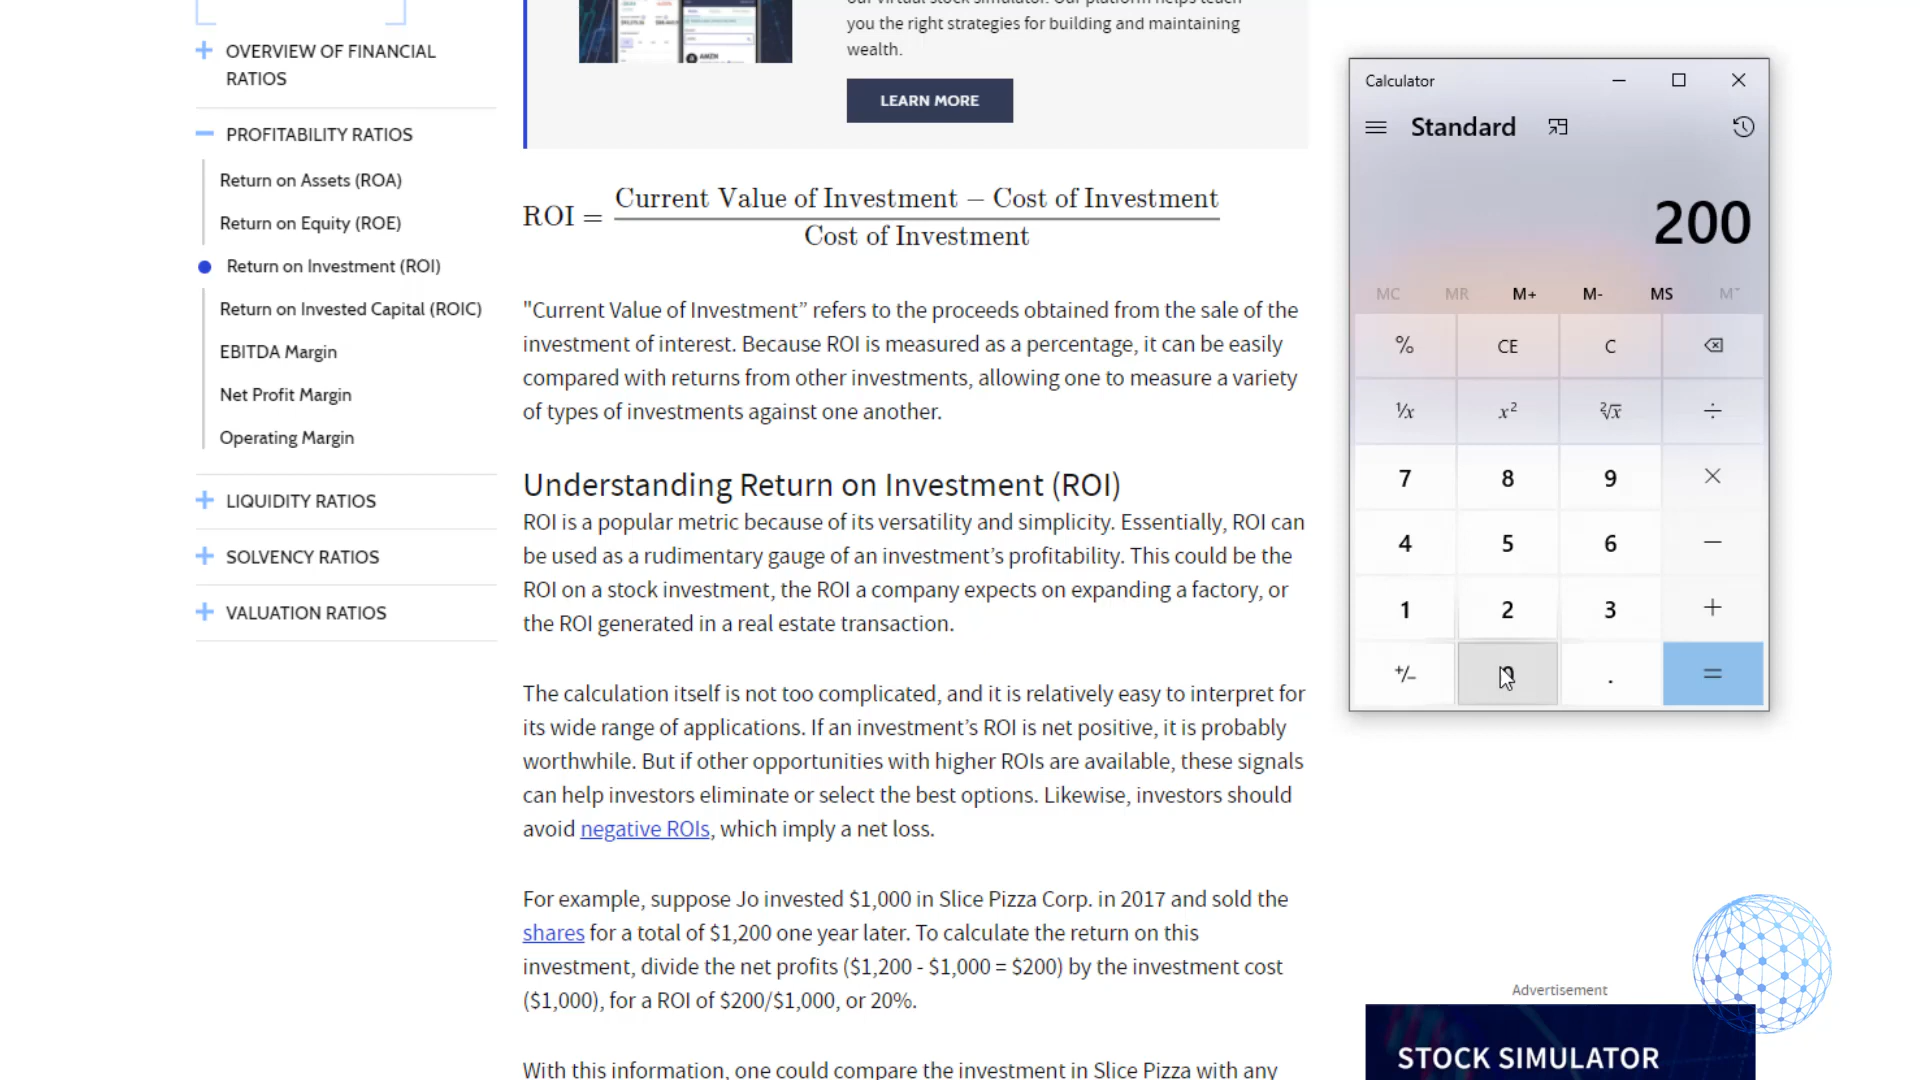 our virtual stock simulator. Our platform helps teach
you the right strategies for building and maintaining
wealth.
AMZN
LEARN MORE
OVERVIEW OF FINANCIAL
RATIOS
PROFITABILITY RATIOS
Return on Assets (ROA)
Return on Equity (ROE)
Return on Investment (ROI)
Return on Invested Capital (ROIC)
EBITDA Margin
Net Profit Margin
Operating Margin
LIQUIDITY RATIOS
SOLVENCY RATIOS
VALUATION RATIOS
ROI = Current Value of Investment − Cost of Investment
Cost of Investment
"Current Value of Investment” refers to the proceeds obtained from the sale of the
investment of interest. Because ROI is measured as a percentage, it can be easily
compared with returns from other investments, allowing one to measure a variety
of types of investments against one another.
Understanding Return on Investment (ROI)
ROI is a popular metric because of its versatility and simplicity. Essentially, ROI can
be used as a rudimentary gauge of an investment’s profitability. This could be the
ROI on a stock investment, the ROI a company expects on expanding a factory, or
the ROI generated in a real estate transaction.
The calculation itself is not too complicated, and it is relatively easy to interpret for
its wide range of applications. If an investment’s ROI is net positive, it is probably
worthwhile. But if other opportunities with higher ROIs are available, these signals
can help investors eliminate or select the best options. Likewise, investors should
avoid negative ROIs, which imply a net loss.
For example, suppose Jo invested $1,000 in Slice Pizza Corp. in 2017 and sold the
shares for a total of $1,200 one year later. To calculate the return on this
investment, divide the net profits ($1,200 - $1,000 = $200) by the investment cost
($1,000), for a ROI of $200/$1,000, or 20%.
With this information, one could compare the investment in Slice Pizza with any
Calculator
Standard
200
MC MR M+ M- MS M˅
% CE C
¹/x x² ²√x ÷
7 8 9 ×
4 5 6 −
1 2 3 +
+/− 0 . =
Advertisement
STOCK SIMULATOR